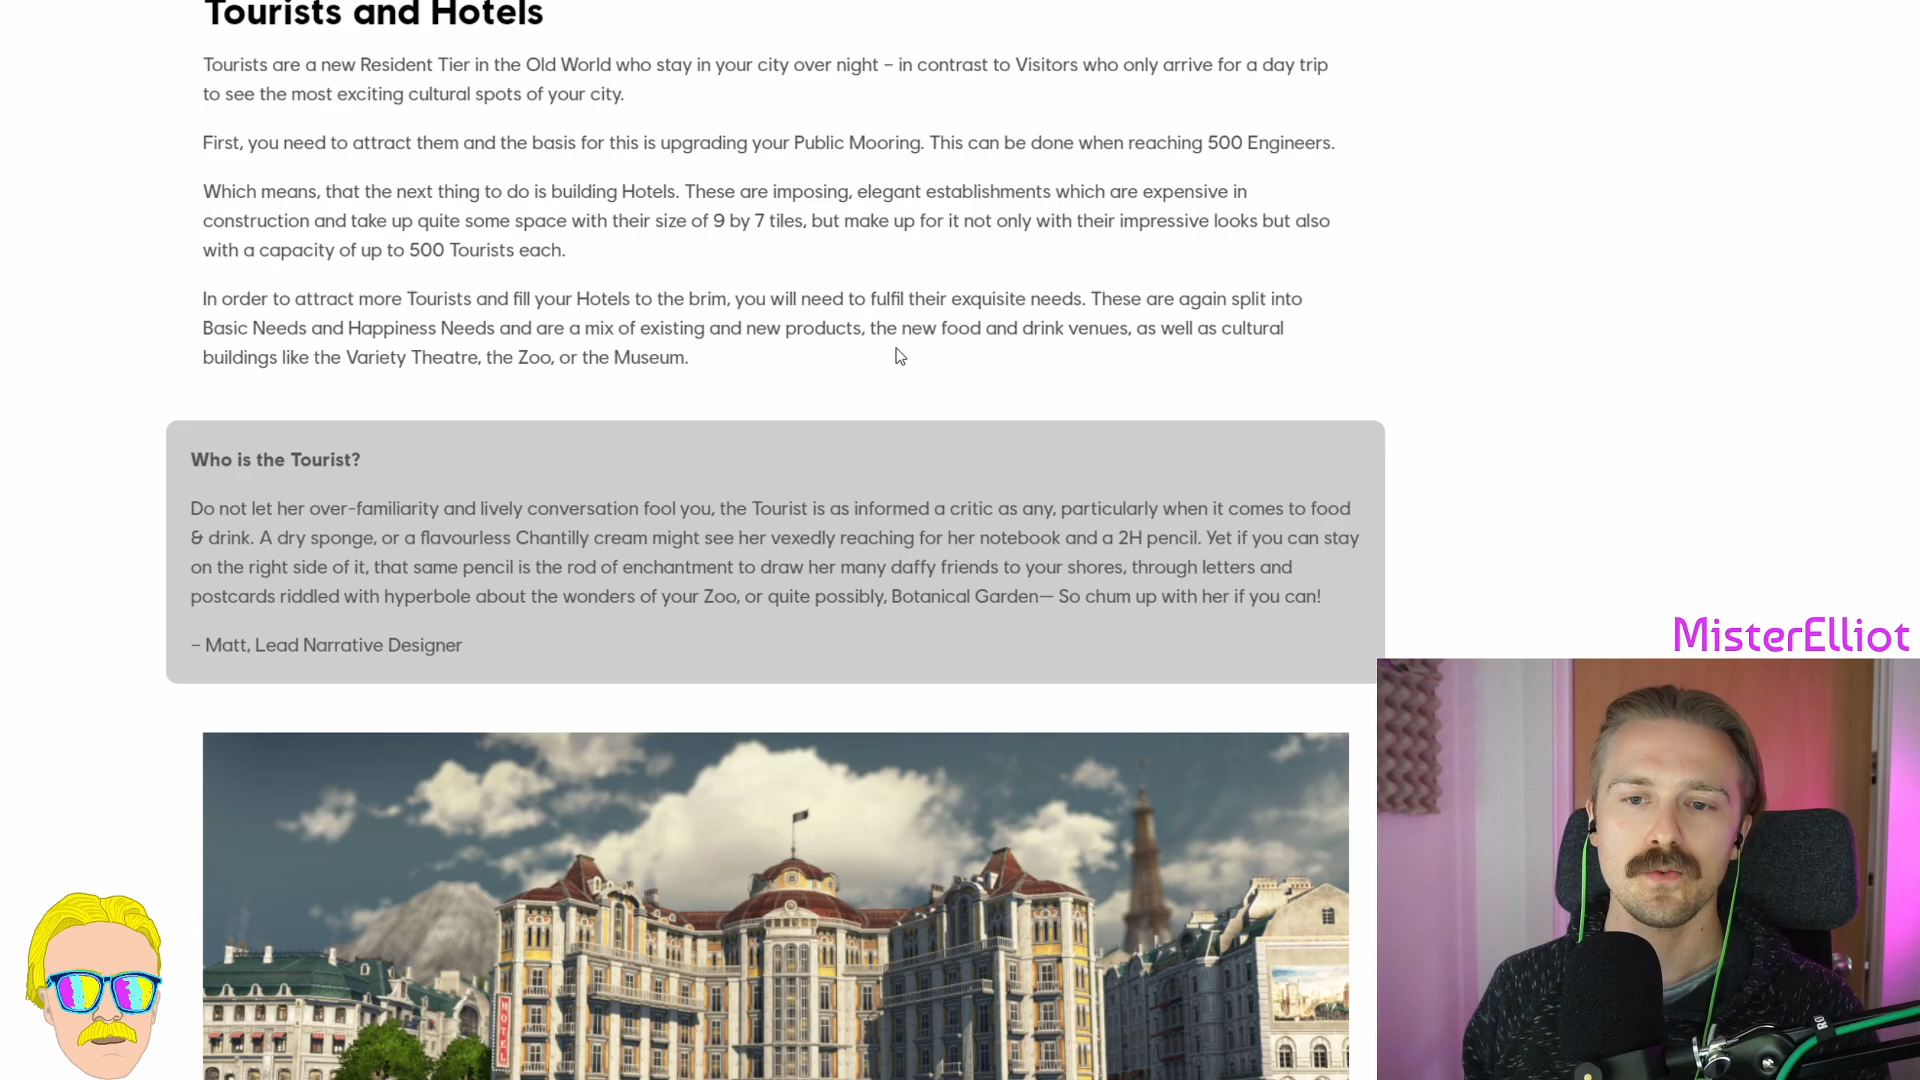 Tourists and Hotels
Tourists are a new Resident Tier in the Old World who stay in your city over night – in contrast to Visitors who only arrive for a day trip
to see the most exciting cultural spots of your city.
First, you need to attract them and the basis for this is upgrading your Public Mooring. This can be done when reaching 500 Engineers.
Which means, that the next thing to do is building Hotels. These are imposing, elegant establishments which are expensive in
construction and take up quite some space with their size of 9 by 7 tiles, but make up for it not only with their impressive looks but also
with a capacity of up to 500 Tourists each.
In order to attract more Tourists and fill your Hotels to the brim, you will need to fulfil their exquisite needs. These are again split into
Basic Needs and Happiness Needs and are a mix of existing and new products, the new food and drink venues, as well as cultural
buildings like the Variety Theatre, the Zoo, or the Museum.
Who is the Tourist?
Do not let her over-familiarity and lively conversation fool you, the Tourist is as informed a critic as any, particularly when it comes to food
& drink. A dry sponge, or a flavourless Chantilly cream might see her vexedly reaching for her notebook and a 2H pencil. Yet if you can stay
on the right side of it, that same pencil is the rod of enchantment to draw her many daffy friends to your shores, through letters and
postcards riddled with hyperbole about the wonders of your Zoo, or quite possibly, Botanical Garden— So chum up with her if you can!
– Matt, Lead Narrative Designer
MisterElliot
HOTEL